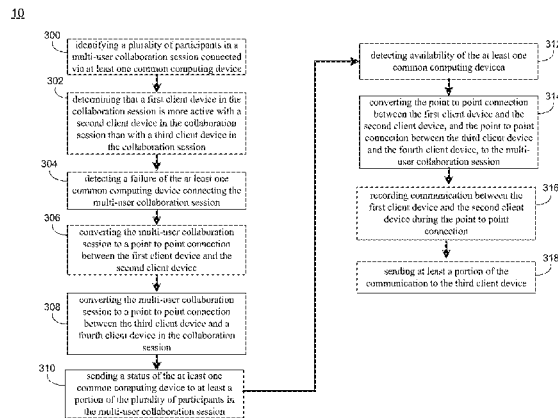 10
300
identifying a plurality of participants in a
multi-user collaboration session connected
via at least one common computing device
302
determining that a first client device in the
collaboration session is more active with a
second client device in the collaboration
session than with a third client device in
the collaboration session
304
detecting a failure of the at least one
common computing device connecting the
multi-user collaboration session
306
converting the multi-user collaboration
session to a point to point connection
between the first client device and the
second client device
308
converting the multi-user collaboration
session to a point to point connection
between the third client device and a
fourth client device in the collaboration
session
310
sending a status of the at least one
common computing device to at least a
portion of the plurality of participants in
the multi-user collaboration session
312
detecting availability of the at least one
common computing devices
314
converting the point to point connection
between the first client device and the
second client device, and the point to point
connection between the third client device
and the fourth client device, to the multi-
user collaboration session
316
recording communication between the
first client device and the second client
device during the point to point
connection
318
sending at least a portion of the
communication to the third client device